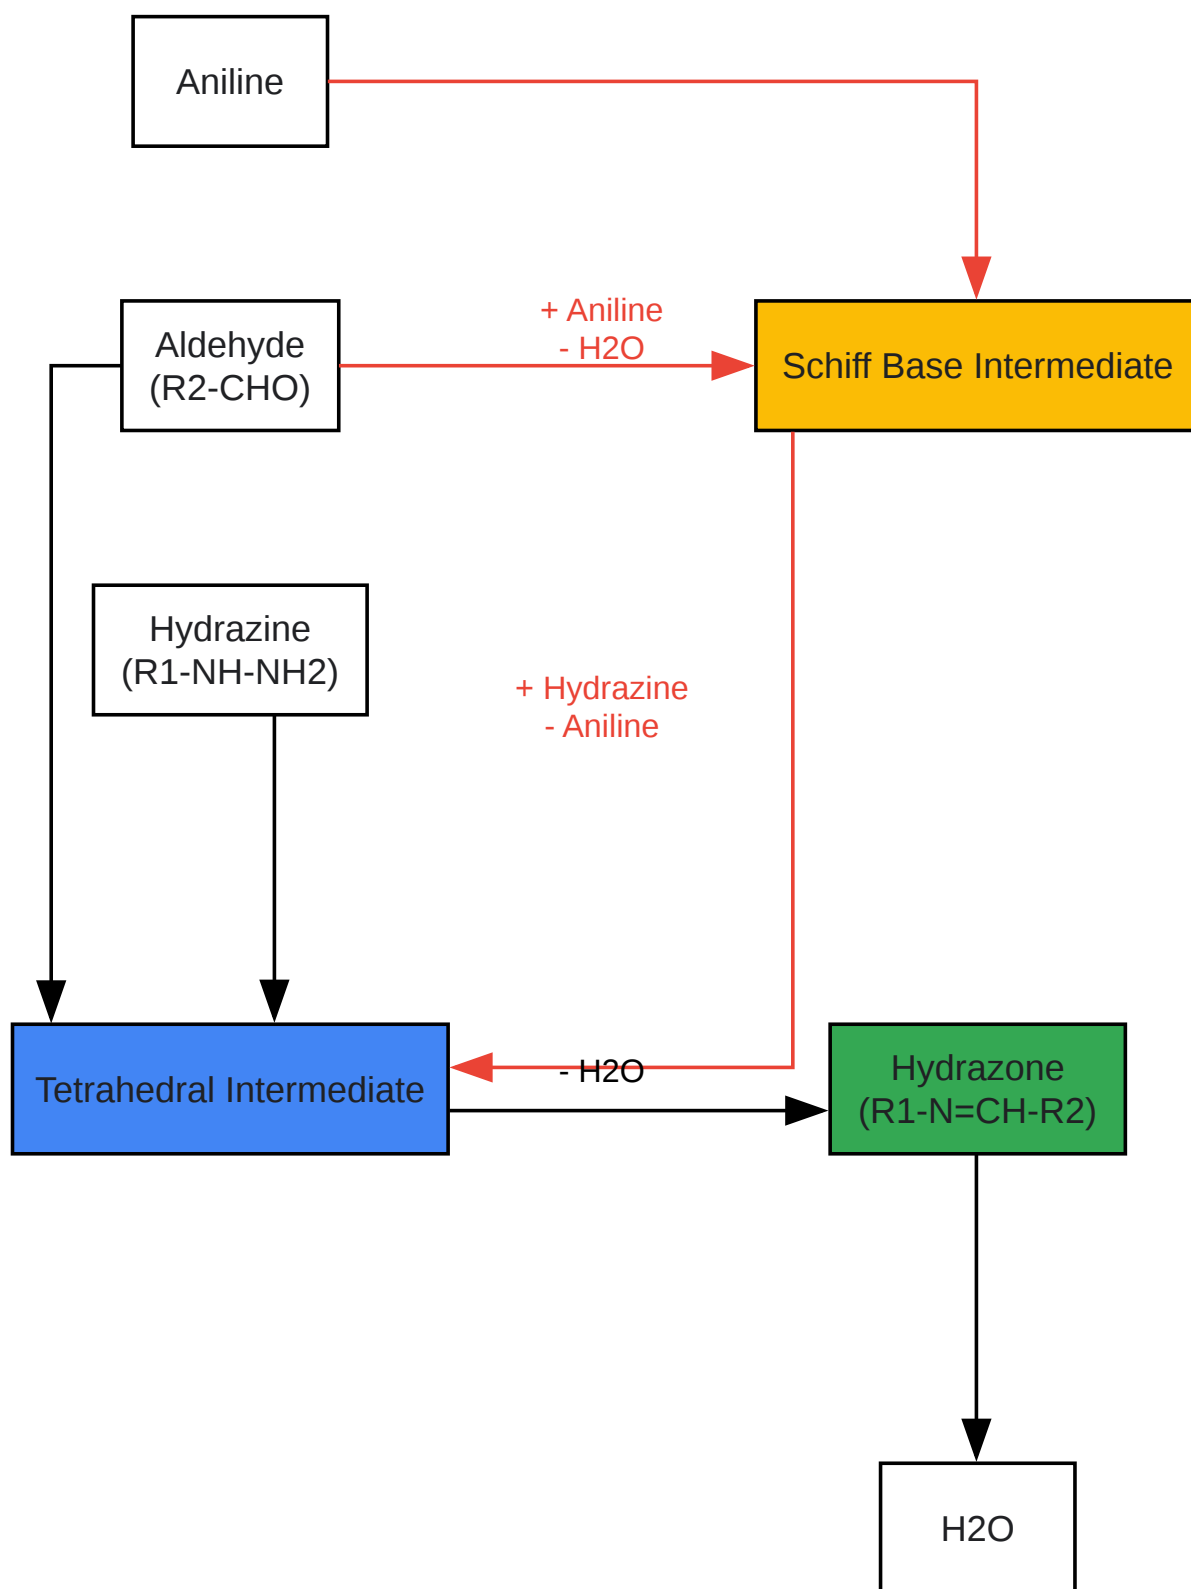 Aniline
+ Aniline
- H2O
Aldehyde
(R2-CHO)
Schiff Base Intermediate
Hydrazine
(R1-NH-NH2)
+ Hydrazine
- Aniline
- H2O
Tetrahedral Intermediate
Hydrazone
(R1-N=CH-R2)
H2O